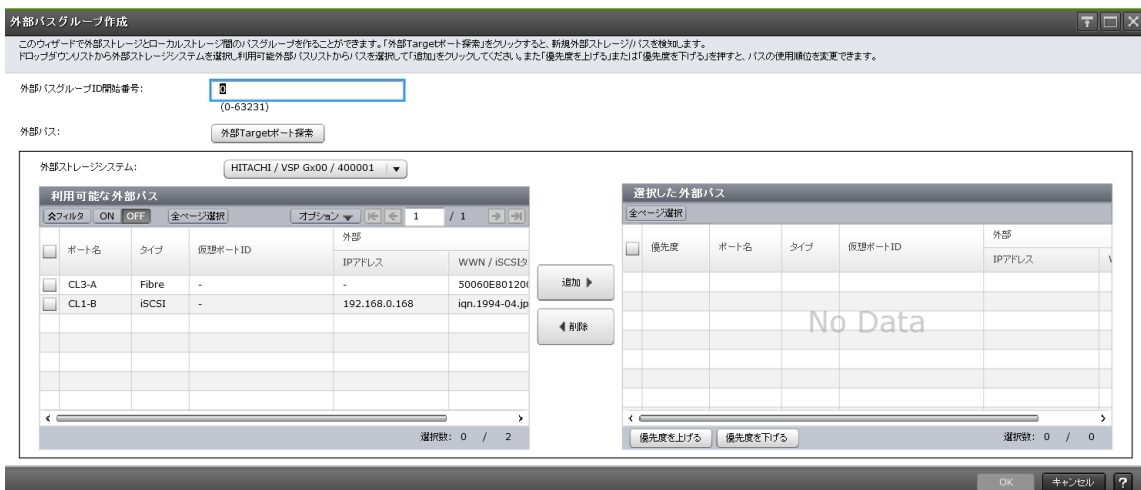 外部パスグループ作成
このウィザードで外部ストレージとローカルストレージ間のパスグループを作ることができます。「外部Targetポート探索」をクリックすると、新規外部ストレージ/パスを検知します。
ドロップダウンリストから外部ストレージシステムを選択し利用可能外部パスリストからパスを選択して「追加」をクリックしてください。また「優先度を上げる」または「優先度を下げる」を押すと、パスの使用順位を変更できます。
外部パスグループID開始番号: 0
(0-63231)
外部パス: 外部Targetポート探索
外部ストレージシステム: HITACHI / VSP Gx00 / 400001
利用可能な外部パス
フィルタ ON OFF 全ページ選択 オプション 1 / 1
ポート名 タイプ 仮想ポートID 外部
IPアドレス WWN / iSCSIタ
CL3-A Fibre - - 50060E801200
CL1-B iSCSI - 192.168.0.168 iqn.1994-04.jp
選択数: 0 / 2
追加
削除
選択した外部パス
全ページ選択
優先度 ポート名 タイプ 仮想ポートID 外部
IPアドレス
No Data
優先度を上げる 優先度を下げる 選択数: 0 / 0
OK キャンセル ?